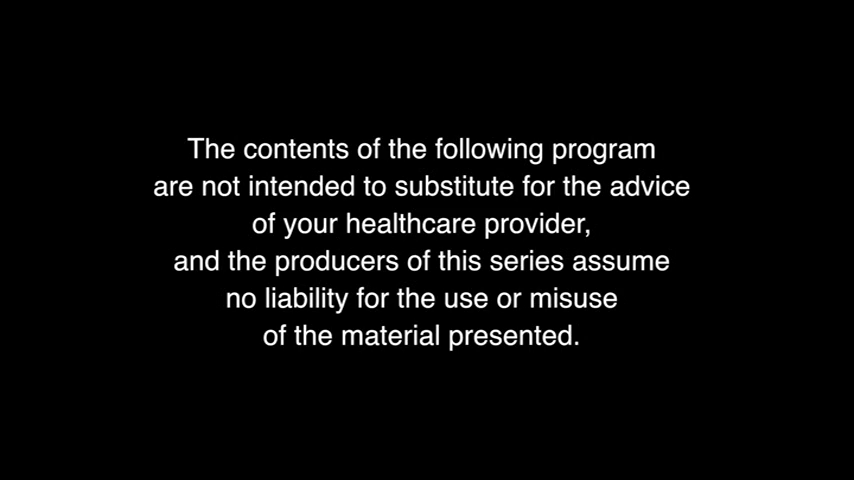 The contents of the following program
are not intended to substitute for the advice
of your healthcare provider,
and the producers of this series assume
no liability for the use or misuse
of the material presented.